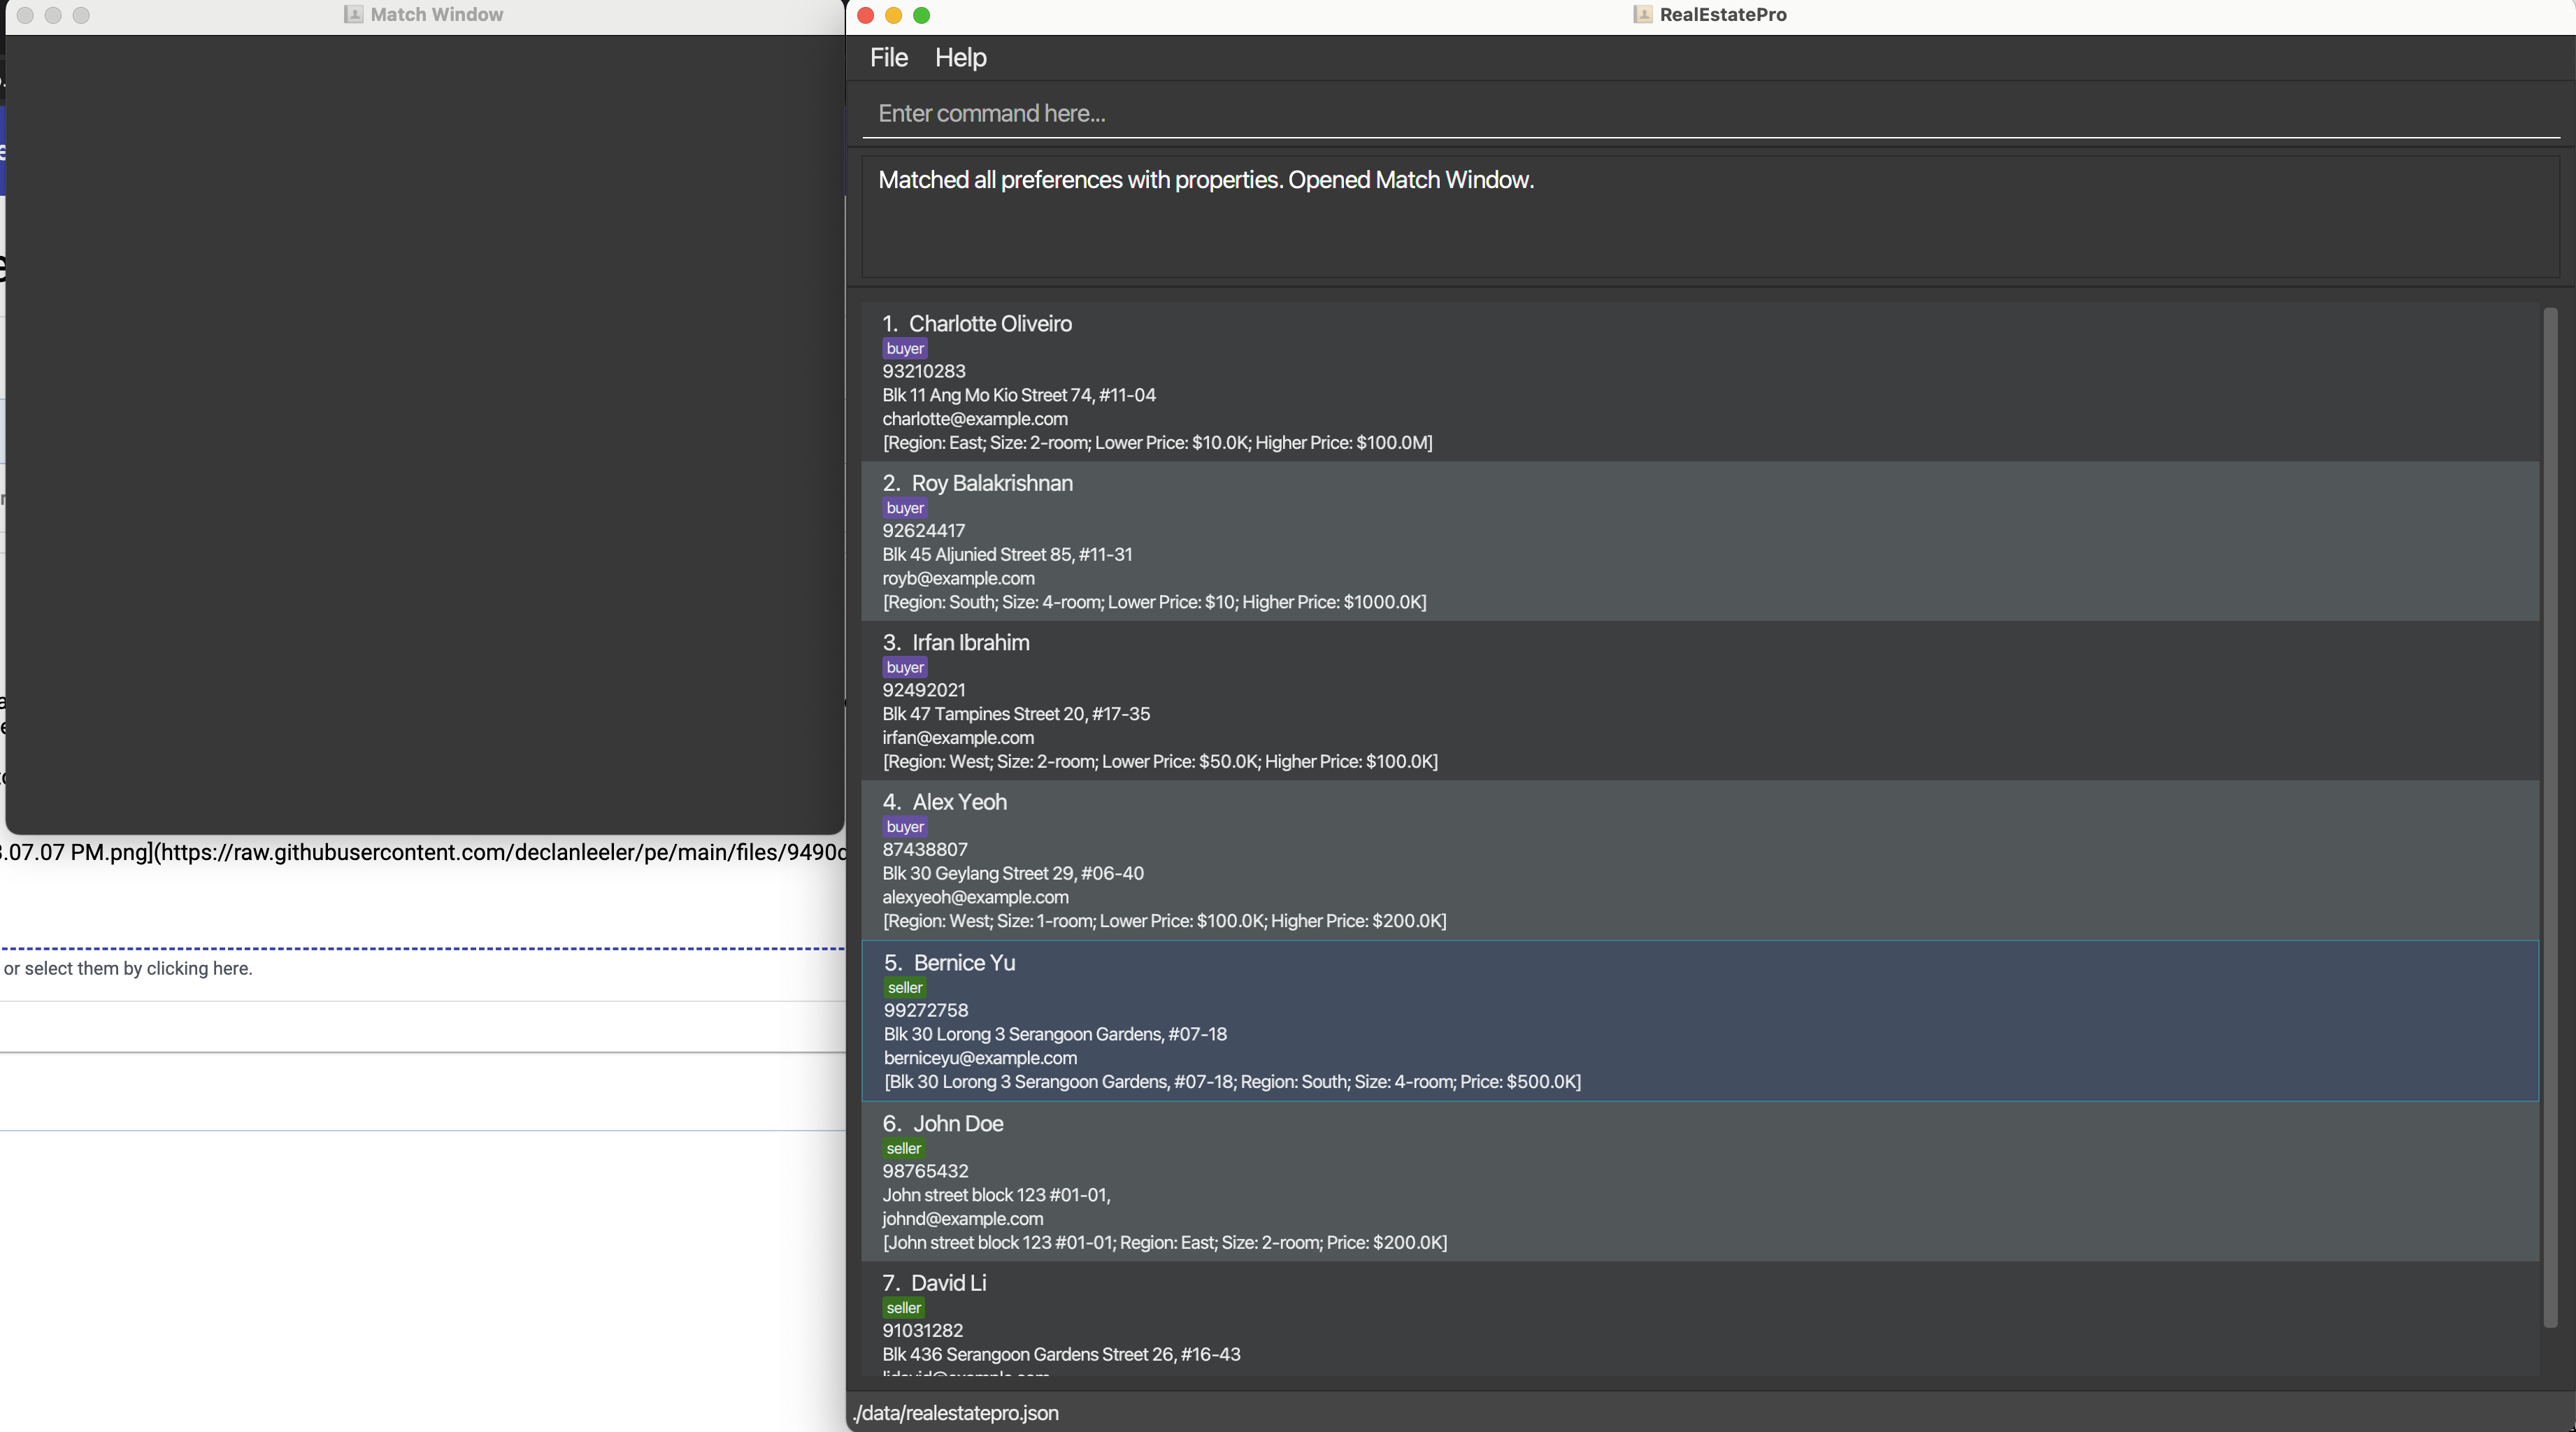 Match Window
RealEstatePro
File Help
Enter command here...
Matched all preferences with properties. Opened Match Window.
1. Charlotte Oliveiro
buyer
93210283
Blk 11 Ang Mo Kio Street 74, #11-04
charlotte@example.com
[Region: East; Size: 2-room; Lower Price: $10.0K; Higher Price: $100.0M]
2. Roy Balakrishnan
buyer
92624417
Blk 45 Aljunied Street 85, #11-31
royb@example.com
[Region: South; Size: 4-room; Lower Price: $10; Higher Price: $1000.0K]
3. Irfan Ibrahim
buyer
92492021
Blk 47 Tampines Street 20, #17-35
irfan@example.com
[Region: West; Size: 2-room; Lower Price: $50.0K; Higher Price: $100.0K]
4. Alex Yeoh
buyer
87438807
Blk 30 Geylang Street 29, #06-40
alexyeoh@example.com
[Region: West; Size: 1-room; Lower Price: $100.0K; Higher Price: $200.0K]
5. Bernice Yu
seller
99272758
Blk 30 Lorong 3 Serangoon Gardens, #07-18
berniceyu@example.com
[Blk 30 Lorong 3 Serangoon Gardens, #07-18; Region: South; Size: 4-room; Price: $500.0K]
6. John Doe
seller
98765432
John street block 123 #01-01,
johnd@example.com
[John street block 123 #01-01; Region: East; Size: 2-room; Price: $200.0K]
7. David Li
seller
91031282
Blk 436 Serangoon Gardens Street 26, #16-43
./data/realestatepro.json
.07.07 PM.png](https://raw.githubusercontent.com/declanleeler/pe/main/files/9490
or select them by clicking here.